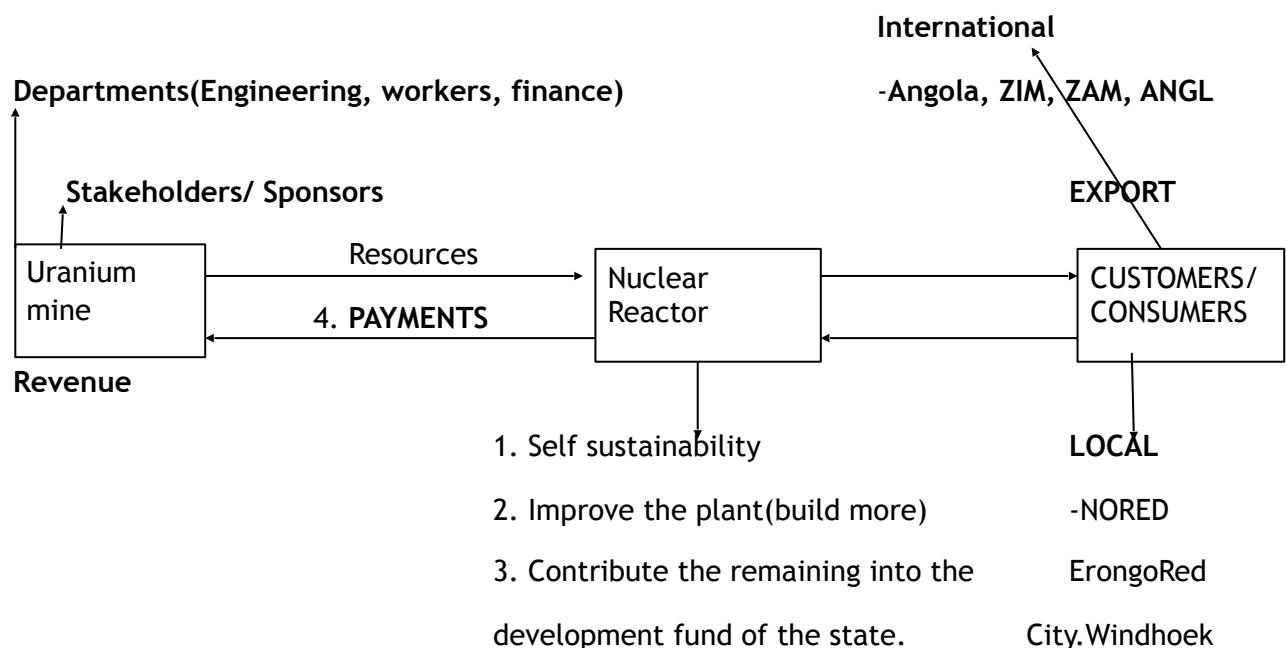 International
Departments(Engineering, workers, finance)
-Angola, ZIM, ZAM, ANGL
Stakeholders/ Sponsors
EXPORT
Uranium
mine
Resources
4. PAYMENTS
Nuclear
Reactor
CUSTOMERS/
CONSUMERS
Revenue
1. Self sustainability
2. Improve the plant(build more)
3. Contribute the remaining into the
development fund of the state.
LOCAL
-NORED
ErongoRed
City.Windhoek